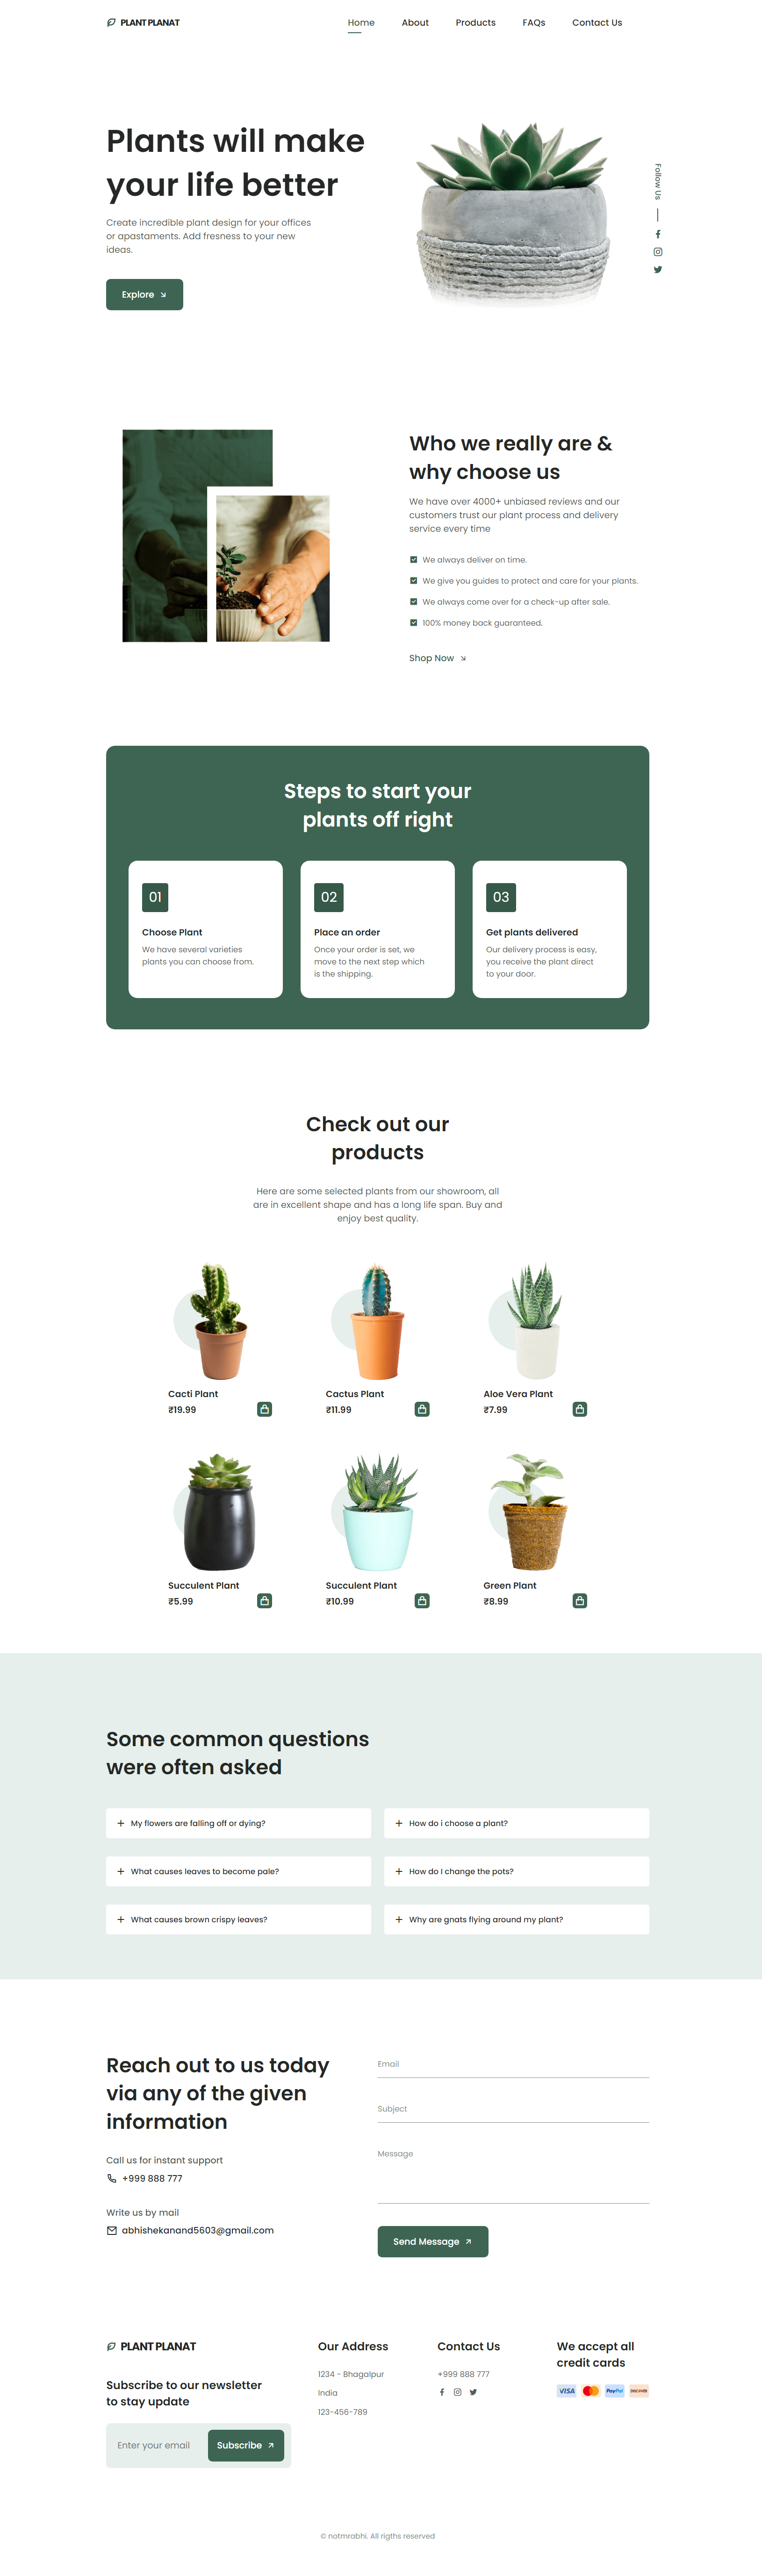 PLANT PLANAT
Home
About
Products
FAQs
Contact Us
Plants will make
your life better
Create incredible plant design for your offices
or apastaments. Add fresness to your new
ideas.
Explore
Follow Us
Who we really are &
why choose us
We have over 4000+ unbiased reviews and our
customers trust our plant process and delivery
service every time
We always deliver on time.
We give you guides to protect and care for your plants.
We always come over for a check-up after sale.
100% money back guaranteed.
Shop Now
Steps to start your
plants off right
01
Choose Plant
We have several varieties
plants you can choose from.
02
Place an order
Once your order is set, we
move to the next step which
is the shipping.
03
Get plants delivered
Our delivery process is easy,
you receive the plant direct
to your door.
Check out our
products
Here are some selected plants from our showroom, all
are in excellent shape and has a long life span. Buy and
enjoy best quality.
Cacti Plant
₹19.99
Cactus Plant
₹11.99
Aloe Vera Plant
₹7.99
Succulent Plant
₹5.99
Succulent Plant
₹10.99
Green Plant
₹8.99
Some common questions
were often asked
My flowers are falling off or dying?
How do i choose a plant?
What causes leaves to become pale?
How do I change the pots?
What causes brown crispy leaves?
Why are gnats flying around my plant?
Reach out to us today
via any of the given
information
Call us for instant support
+999 888 777
Write us by mail
abhishekanand5603@gmail.com
Email
Subject
Message
Send Message
PLANT PLANAT
Subscribe to our newsletter
to stay update
Enter your email
Subscribe
Our Address
1234 - Bhagalpur
India
123-456-789
Contact Us
+999 888 777
We accept all
credit cards
VISA
PayPal
DISCOVER
© notmrabhi. All rigths reserved